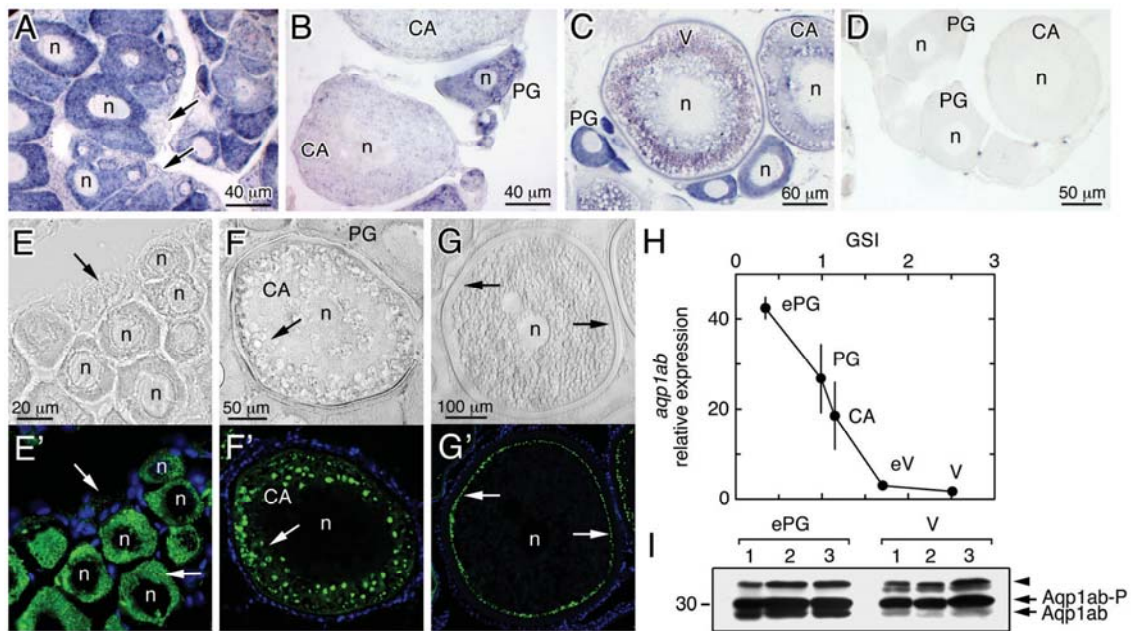 A
n
n
n
40 µm
B
CA
n
PG
CA
n
40 µm
C
V
CA
PG
n
n
60 µm
D
n
PG
CA
PG
n
n
50 µm
E
n
n
n
n
n
20 µm
F
PG
CA
n
50 µm
G
n
100 µm
H
GSI
0 1 2 3
ePG
40
PG
20
CA
eV
V
0
aqp1ab
relative expression
E'
n
n
n
n
n
F'
CA
n
G'
n
I
ePG V
1 2 3 1 2 3
30
Aqp1ab-P
Aqp1ab